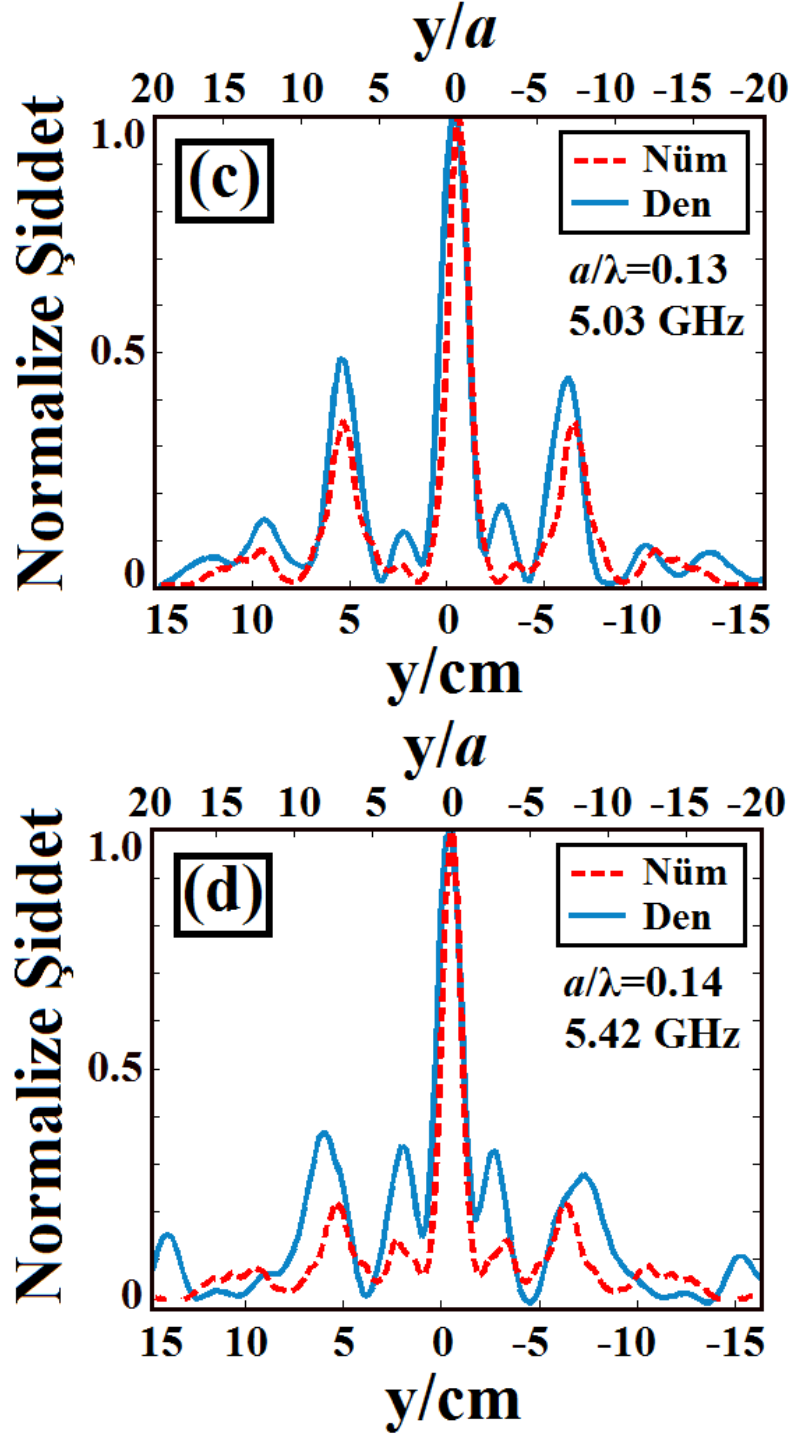 y/a
20 15 10 5 0 -5 -10 -15 -20
1.0
(c)
Nüm
Den
a/λ=0.13
5.03 GHz
0.5
0
Normalize Şiddet
15 10 5 0 -5 -10 -15
y/cm
y/a
20 15 10 5 0 -5 -10 -15 -20
1.0
(d)
Nüm
Den
a/λ=0.14
5.42 GHz
0.5
0
Normalize Şiddet
15 10 5 0 -5 -10 -15
y/cm